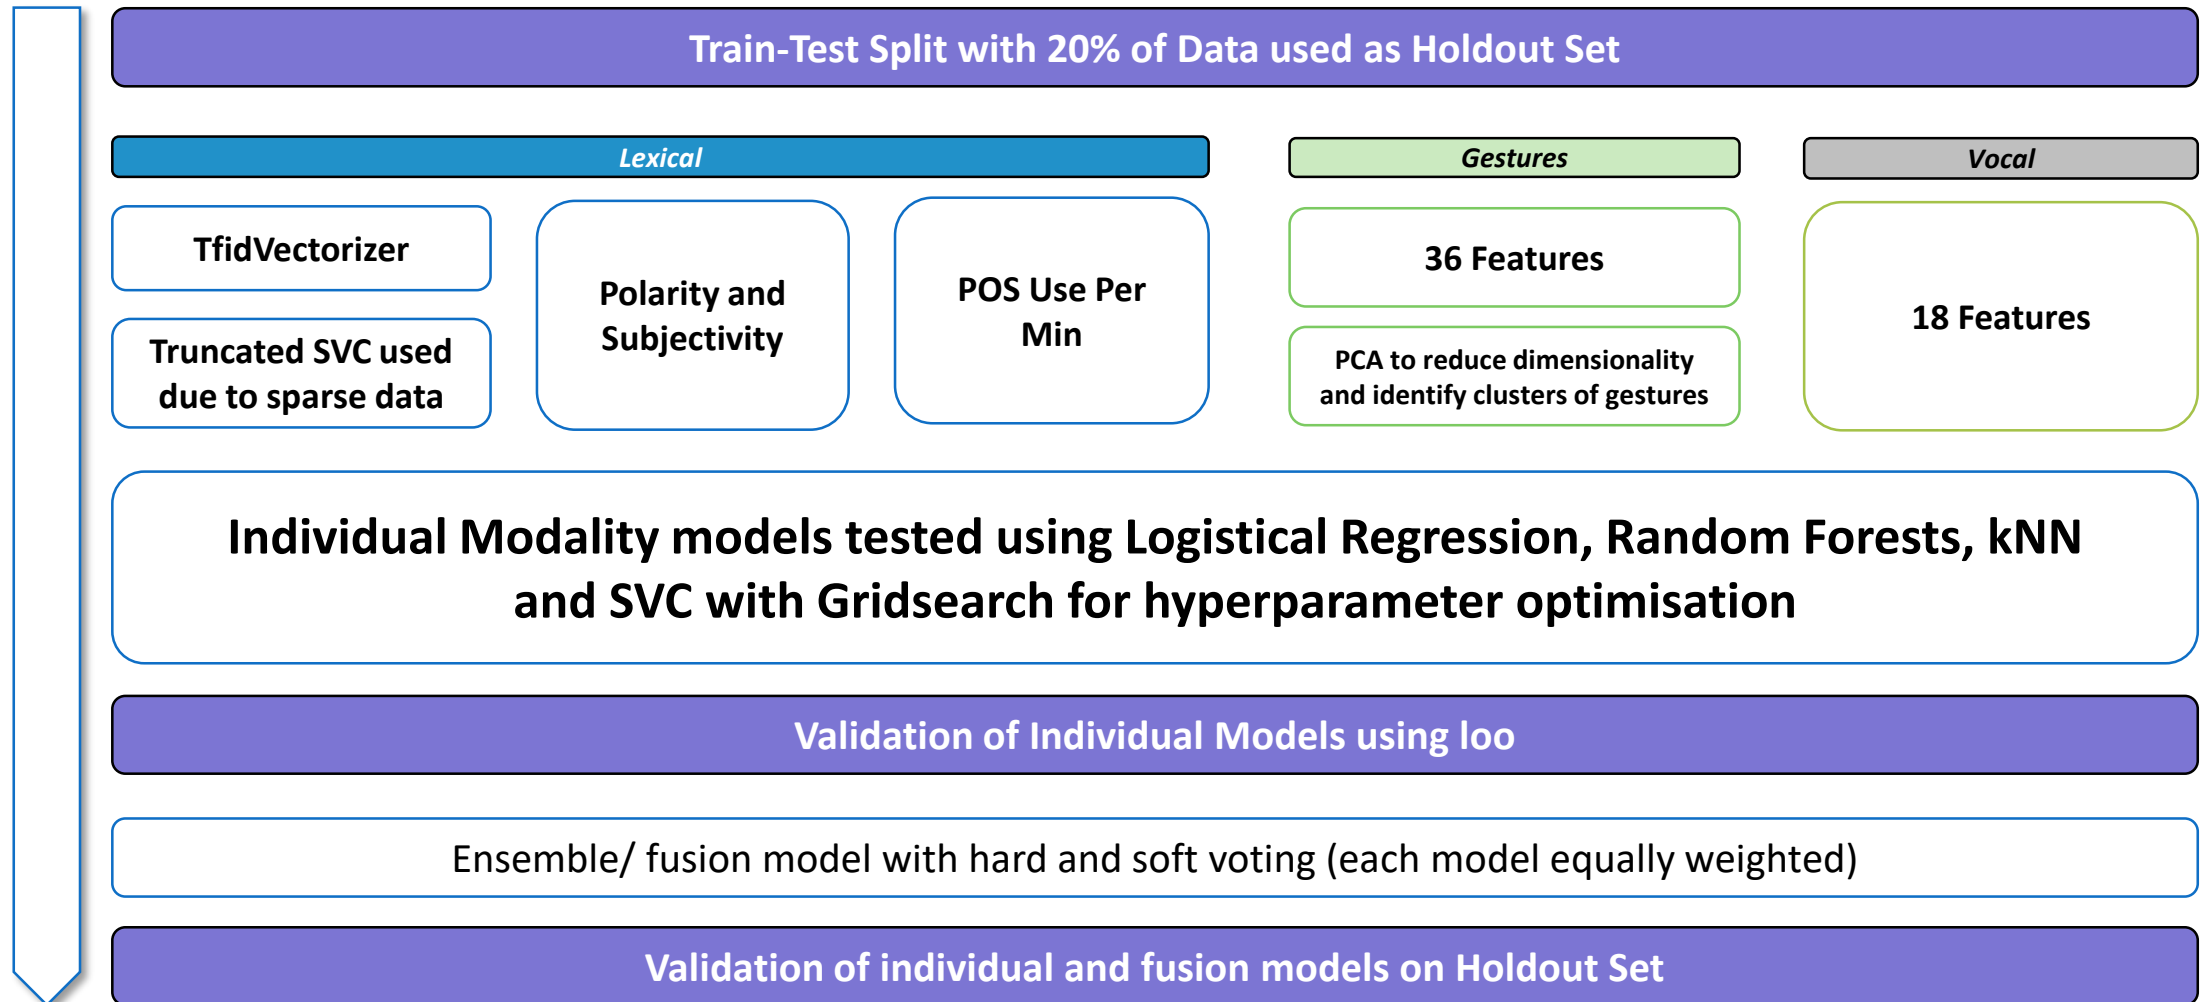 Train-Test Split with 20% of Data used as Holdout Set
Lexical
Gestures
Vocal
TfidVectorizer
Truncated SVC used
due to sparse data
Polarity and
Subjectivity
POS Use Per
Min
36 Features
PCA to reduce dimensionality
and identify clusters of gestures
18 Features
Individual Modality models tested using Logistical Regression, Random Forests, kNN
and SVC with Gridsearch for hyperparameter optimisation
Validation of Individual Models using loo
Ensemble/ fusion model with hard and soft voting (each model equally weighted)
Validation of individual and fusion models on Holdout Set